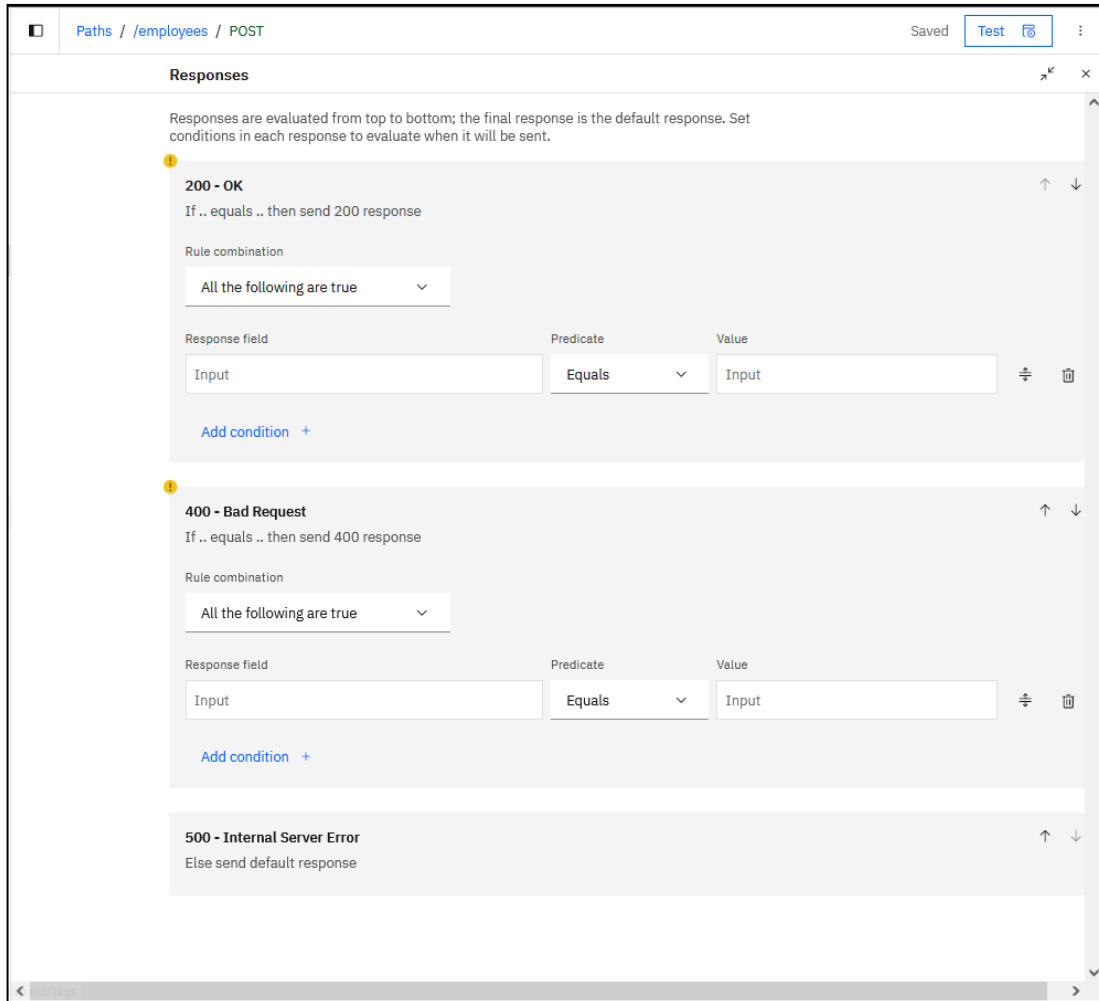 Paths / /employees / POST
Saved
Test
Responses
Responses are evaluated from top to bottom; the final response is the default response. Set
conditions in each response to evaluate when it will be sent.
200 - OK
If .. equals .. then send 200 response
Rule combination
All the following are true
Response field Predicate Value
Input Equals Input
Add condition +
400 - Bad Request
If .. equals .. then send 400 response
Rule combination
All the following are true
Response field Predicate Value
Input Equals Input
Add condition +
500 - Internal Server Error
Else send default response